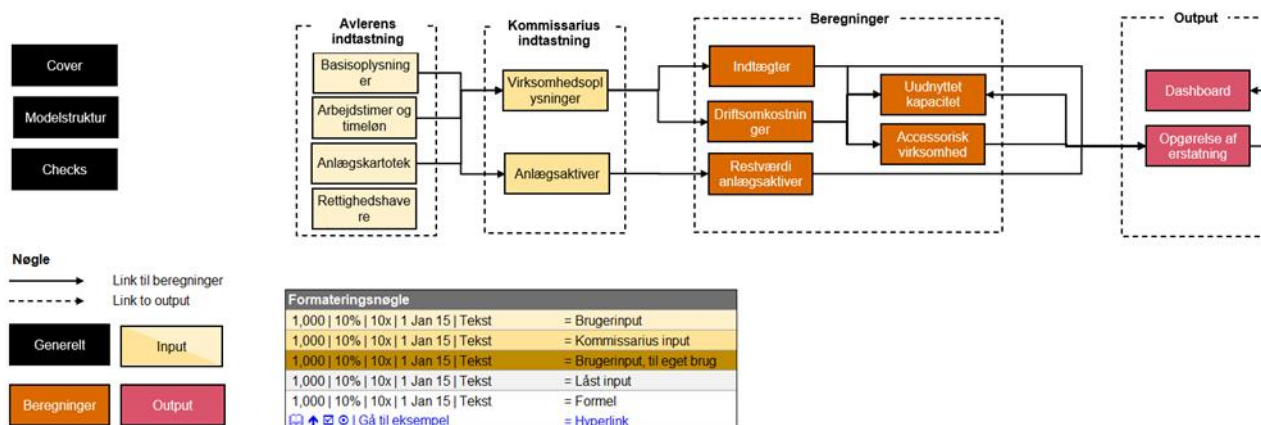 Cover
Modelstruktur
Checks
Avlerens
indtastning
Basisoplysning
er
Arbejdstimer og
timeløn
Anlægskartotek
Rettighedshave
re
Kommissarius
indtastning
Virksomhedsopl
ysninger
Anlægsaktiver
Beregninger
Indtægter
Driftsomkostnin
ger
Restværdi
anlægsaktiver
Uudnyttet
kapacitet
Accessorisk
virksomhed
Output
Dashboard
Opgørelse af
erstatning
Nøgle
Link til beregninger
Link to output
Generelt
Input
Beregninger
Output
Formateringsnøgle
1,000 | 10% | 10x | 1 Jan 15 | Tekst = Brugerinput
1,000 | 10% | 10x | 1 Jan 15 | Tekst = Kommissarius input
1,000 | 10% | 10x | 1 Jan 15 | Tekst = Brugerinput, til eget brug
1,000 | 10% | 10x | 1 Jan 15 | Tekst = Låst input
1,000 | 10% | 10x | 1 Jan 15 | Tekst = Formel
| Gå til eksempel = Hyperlink